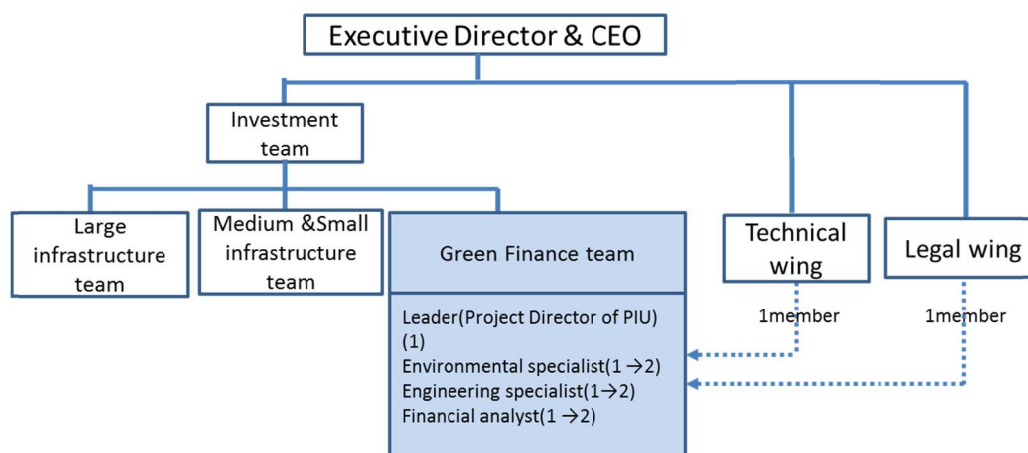 Executive Director & CEO
Investment
team
Large
infrastructure
team
Medium &Small
infrastructure
team
Green Finance team
Technical
wing
Legal wing
Leader(Project Director of PIU)
(1)
Environmental specialist(1 →2)
Engineering specialist(1→2)
Financial analyst(1 →2)
1member
1member